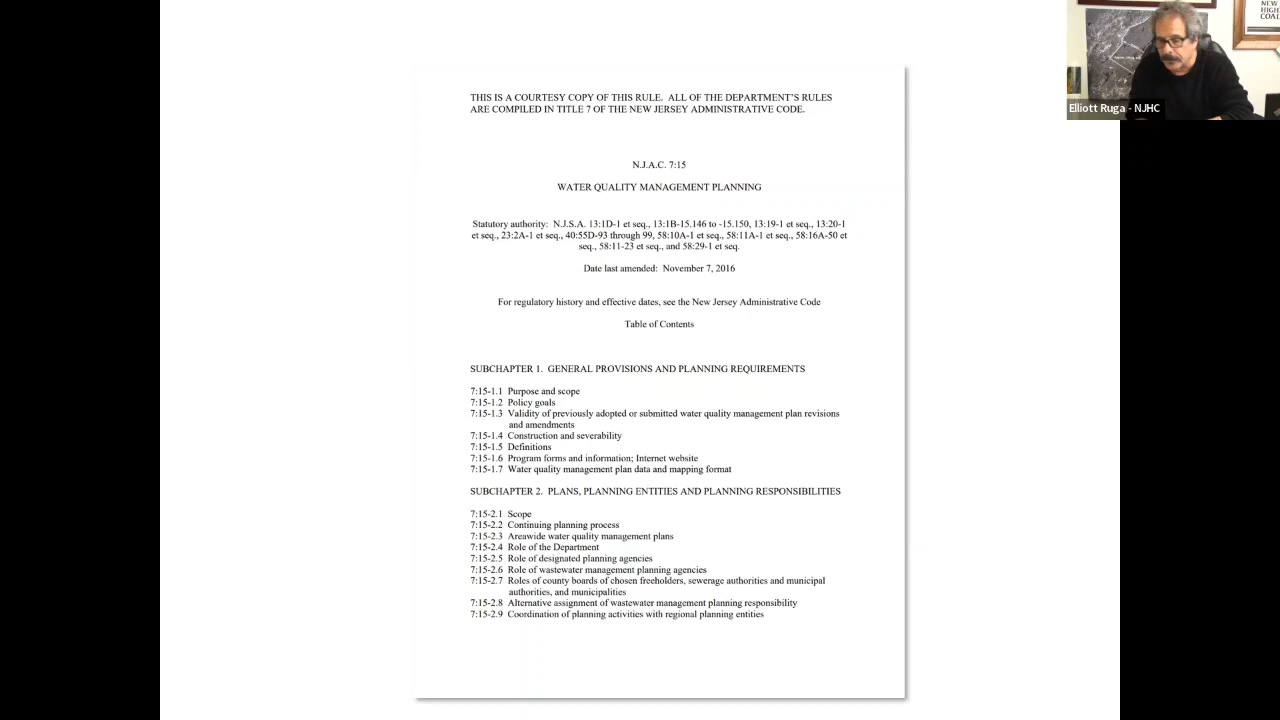 THIS IS A COURTESY COPY OF THIS RULE. ALL OF THE DEPARTMENT'S RULES
ARE COMPILED IN TITLE 7 OF THE NEW JERSEY ADMINISTRATIVE CODE.
N.J.A.C. 7:15
WATER QUALITY MANAGEMENT PLANNING
Statutory authority: N.J.S.A. 13:1D-1 et seq., 13:1B-15.146 to -15.150, 13:19-1 et seq., 13:20-1
et seq., 23:2A-1 et seq., 40:55D-93 through 99, 58:10A-1 et seq., 58:11A-1 et seq., 58:16A-50 et
seq., 58:11-23 et seq., and 58:29-1 et seq.
Date last amended: November 7, 2016
For regulatory history and effective dates, see the New Jersey Administrative Code
Table of Contents
SUBCHAPTER 1. GENERAL PROVISIONS AND PLANNING REQUIREMENTS
7:15-1.1 Purpose and scope
7:15-1.2 Policy goals
7:15-1.3 Validity of previously adopted or submitted water quality management plan revisions
and amendments
7:15-1.4 Construction and severability
7:15-1.5 Definitions
7:15-1.6 Program forms and information; Internet website
7:15-1.7 Water quality management plan data and mapping format
SUBCHAPTER 2. PLANS, PLANNING ENTITIES AND PLANNING RESPONSIBILITIES
7:15-2.1 Scope
7:15-2.2 Continuing planning process
7:15-2.3 Areawide water quality management plans
7:15-2.4 Role of the Department
7:15-2.5 Role of designated planning agencies
7:15-2.6 Role of wastewater management planning agencies
7:15-2.7 Roles of county boards of chosen freeholders, sewerage authorities and municipal
authorities, and municipalities
7:15-2.8 Alternative assignment of wastewater management planning responsibility
7:15-2.9 Coordination of planning activities with regional planning entities
NEW
HIGH
COAL
Elliott Ruga - NJHC